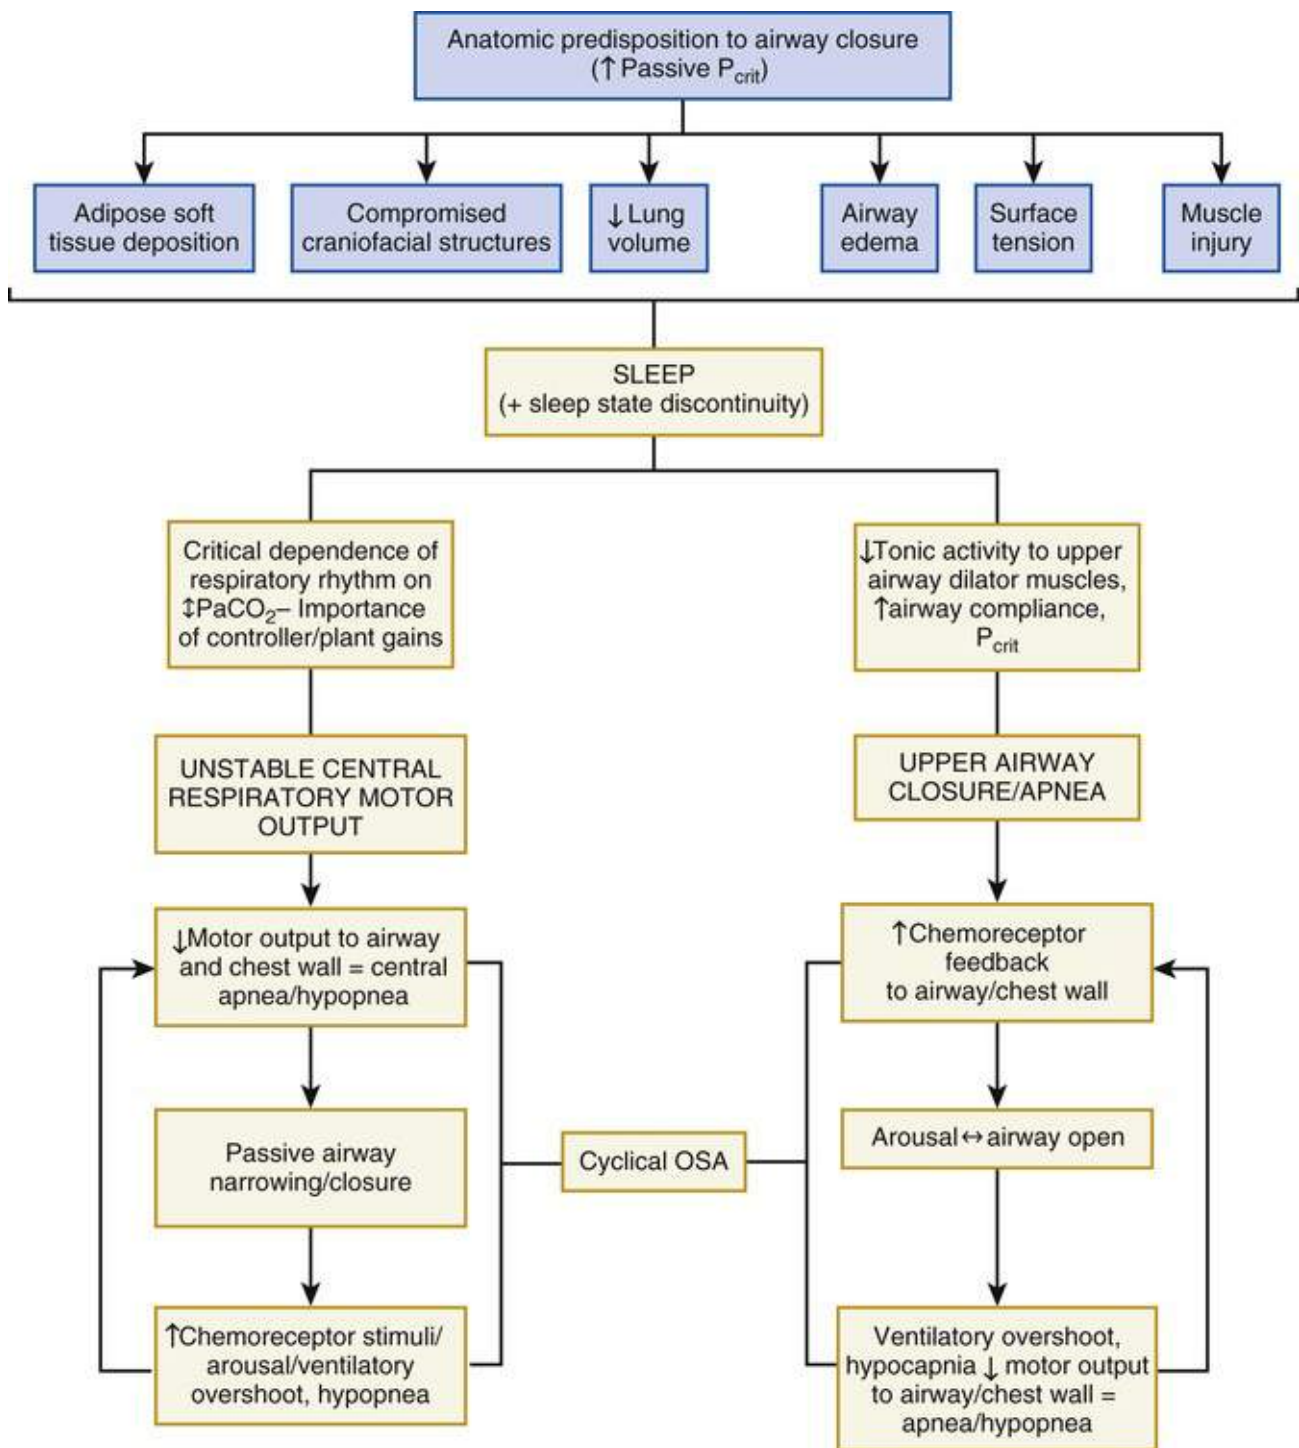 Anatomic predisposition to airway closure
(↑ Passive Pcrit)
Adipose soft
tissue deposition
Compromised
craniofacial structures
↓ Lung
volume
Airway
edema
Surface
tension
Muscle
injury
SLEEP
(+ sleep state discontinuity)
Critical dependence of
respiratory rhythm on
↕PaCO₂– Importance
of controller/plant gains
↓Tonic activity to upper
airway dilator muscles,
↑airway compliance,
Pcrit
UNSTABLE CENTRAL
RESPIRATORY MOTOR
OUTPUT
UPPER AIRWAY
CLOSURE/APNEA
↓Motor output to airway
and chest wall = central
apnea/hypopnea
↑Chemoreceptor
feedback
to airway/chest wall
Passive airway
narrowing/closure
Cyclical OSA
Arousal↔airway open
↑Chemoreceptor stimuli/
arousal/ventilatory
overshoot, hypopnea
Ventilatory overshoot,
hypocapnia ↓ motor output
to airway/chest wall =
apnea/hypopnea